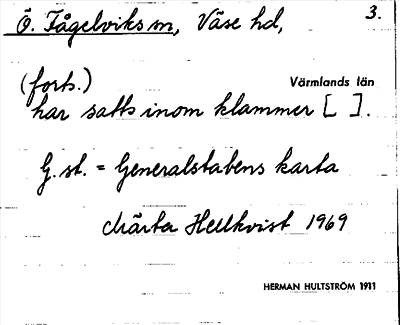 Ö. Fågelviks sn, Väse hd, 3.
(forts.) Värmlands län
har satts inom klammer [ ].
G. st. = Generalstabens karta
Märta Hellkvist 1969
HERMAN HULTSTRÖM 1911